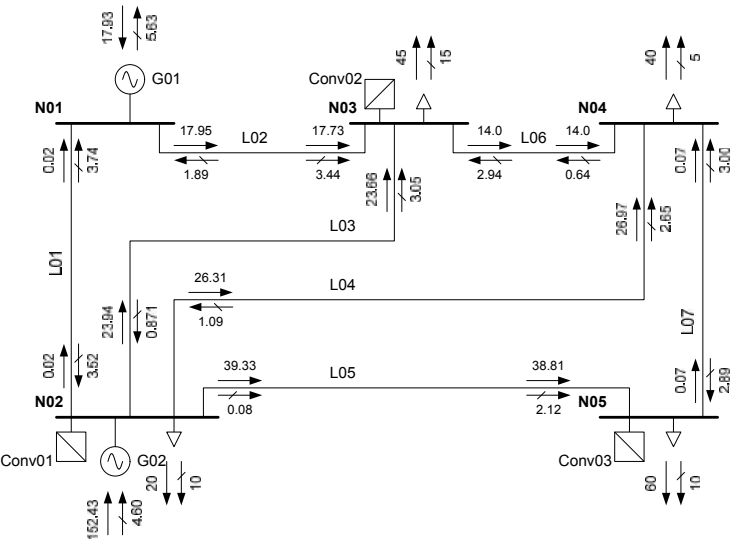 17.93
5.63
45
15
40
5
G01
Conv02
N01
N03
N04
17.95
L02
17.73
14.0
L06
14.0
0.02
3.74
1.89
3.44
2.94
0.64
0.07
3.00
23.66
3.05
26.97
2.65
L03
L01
26.31
L04
23.94
0.871
1.09
L07
0.02
3.52
39.33
L05
38.81
0.07
2.89
N02
0.08
2.12
N05
Conv01
G02
Conv03
20
10
60
10
152.43
4.60